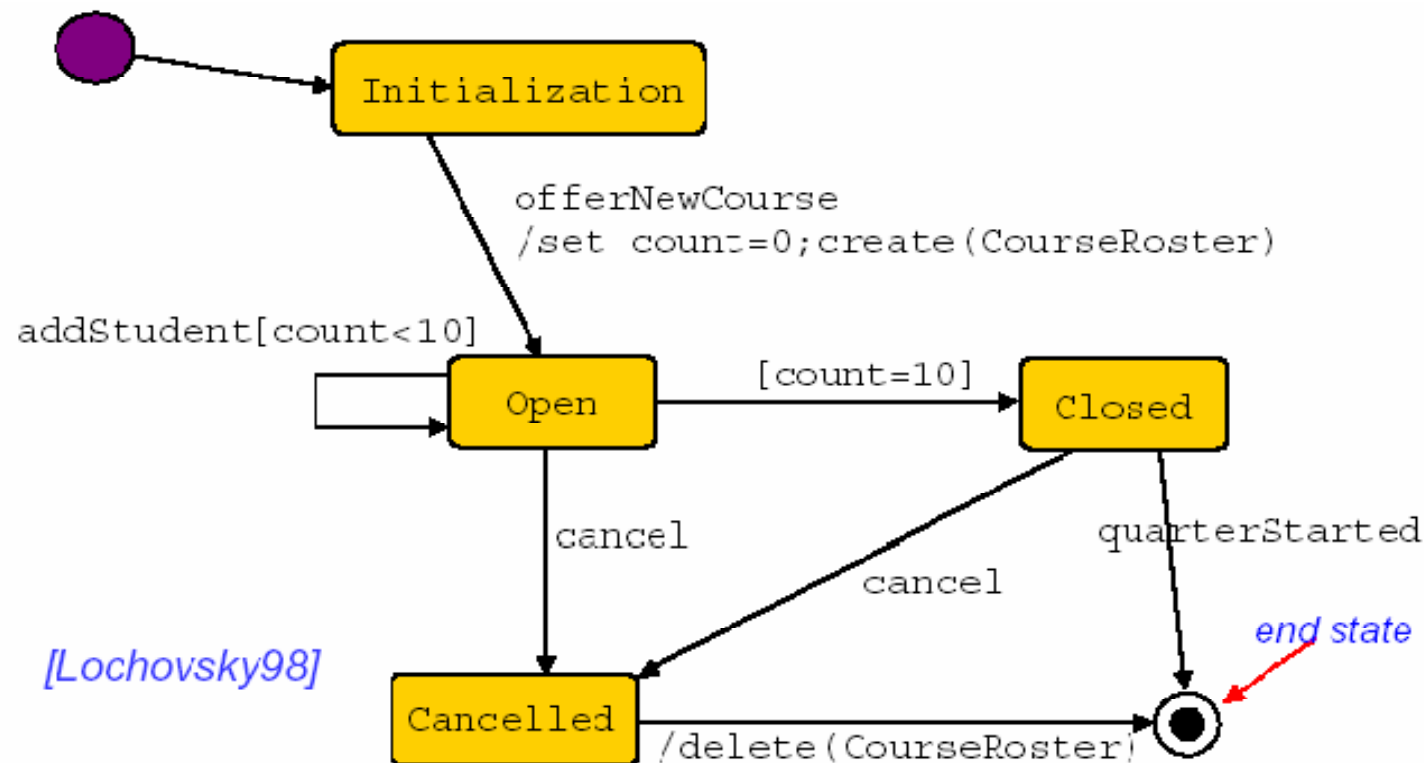 Initialization
offerNewCourse
/set count=0;create(CourseRoster)
addStudent[count<10]
Open
[count=10]
Closed
cancel
quarterStarted
cancel
end state
[Lochovsky98]
Cancelled
/delete(CourseRoster)